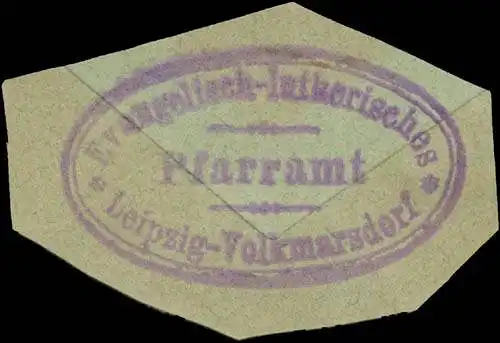 Evangelisch-lutherisches
Pfarramt
* Leipzig-Volkmarsdorf *